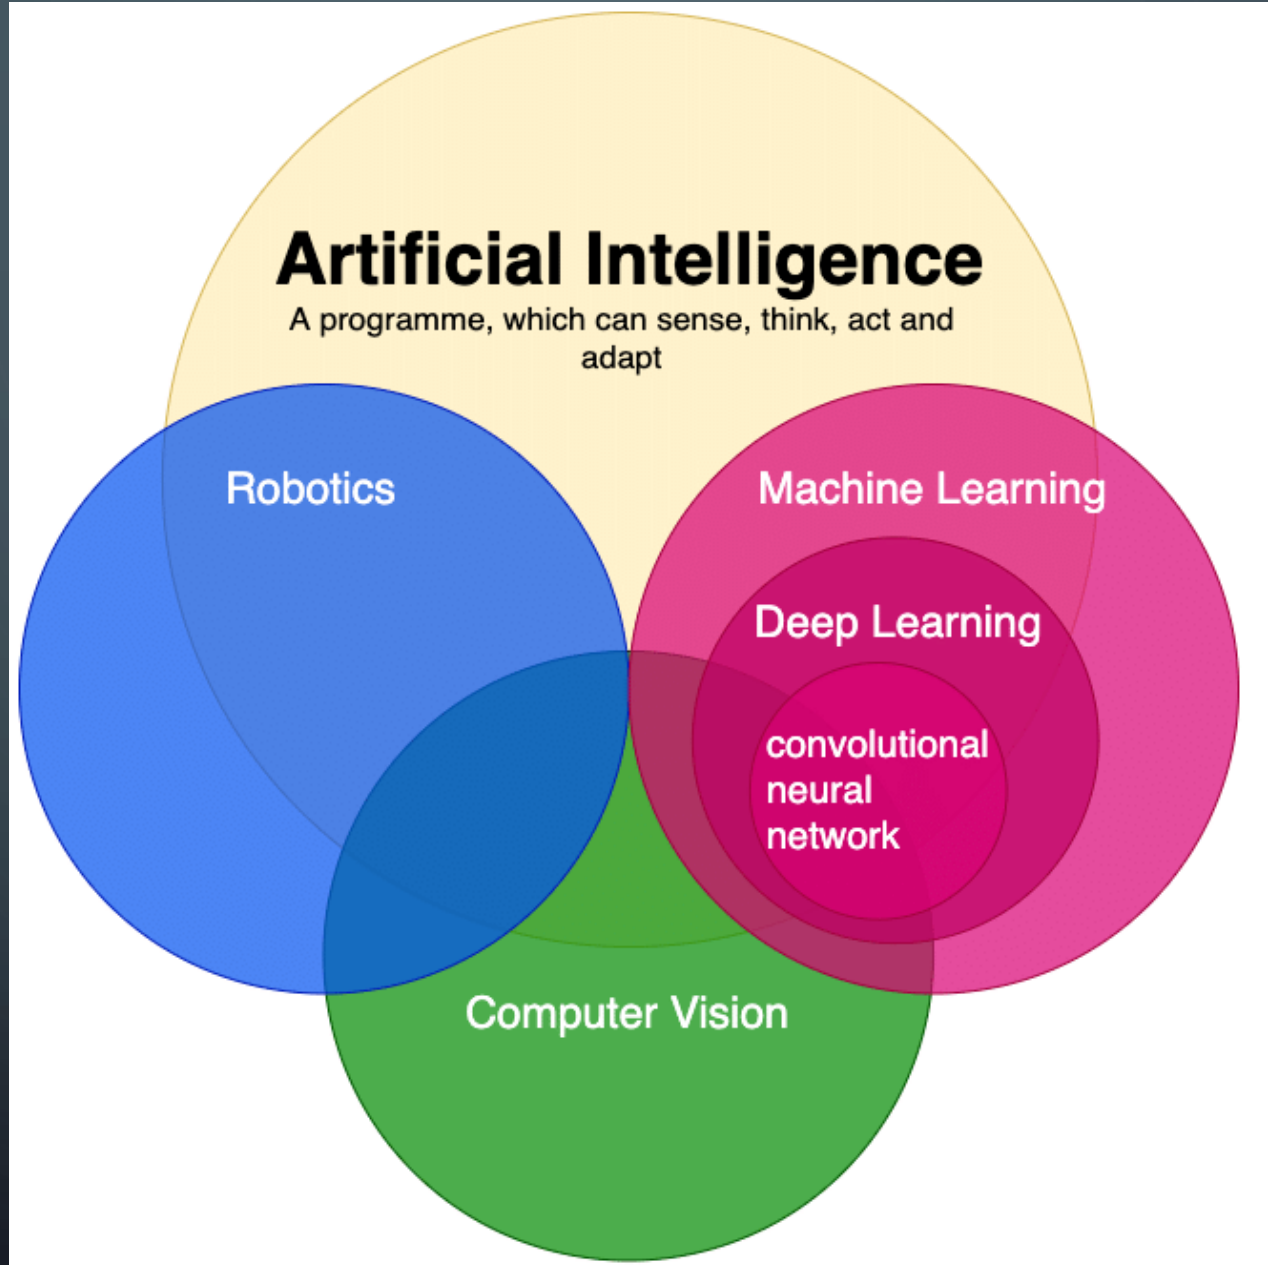 Artificial Intelligence
A programme, which can sense, think, act and
adapt
Robotics
Machine Learning
Deep Learning
convolutional
neural
network
Computer Vision